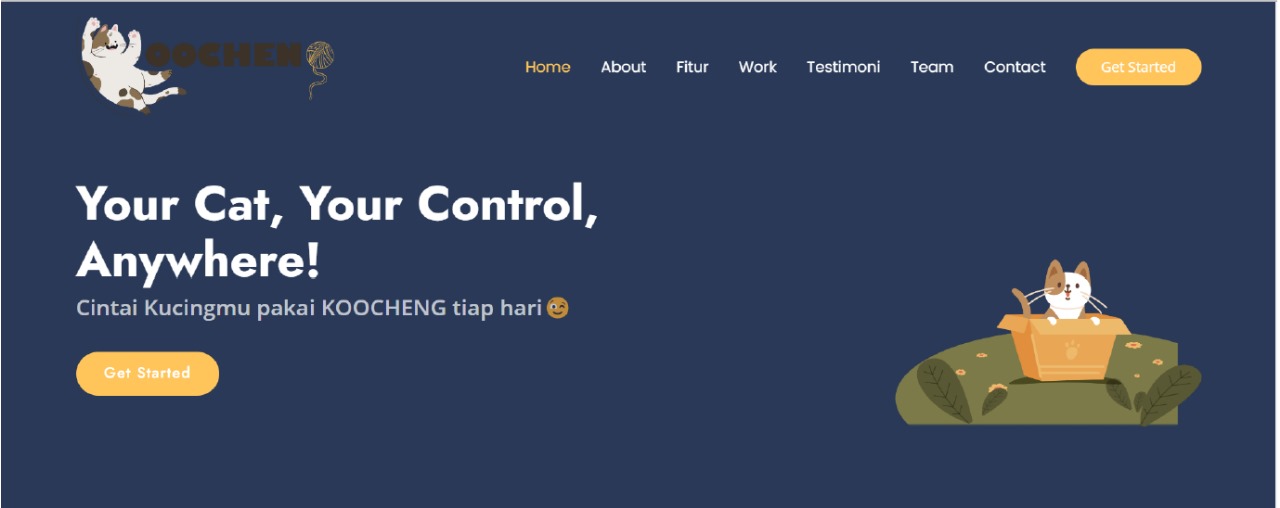 OOCHEN
Home About Fitur Work Testimoni Team Contact Get Started
Your Cat, Your Control,
Anywhere!
Cintai Kucingmu pakai KOOCHENG tiap hari😉
Get Started